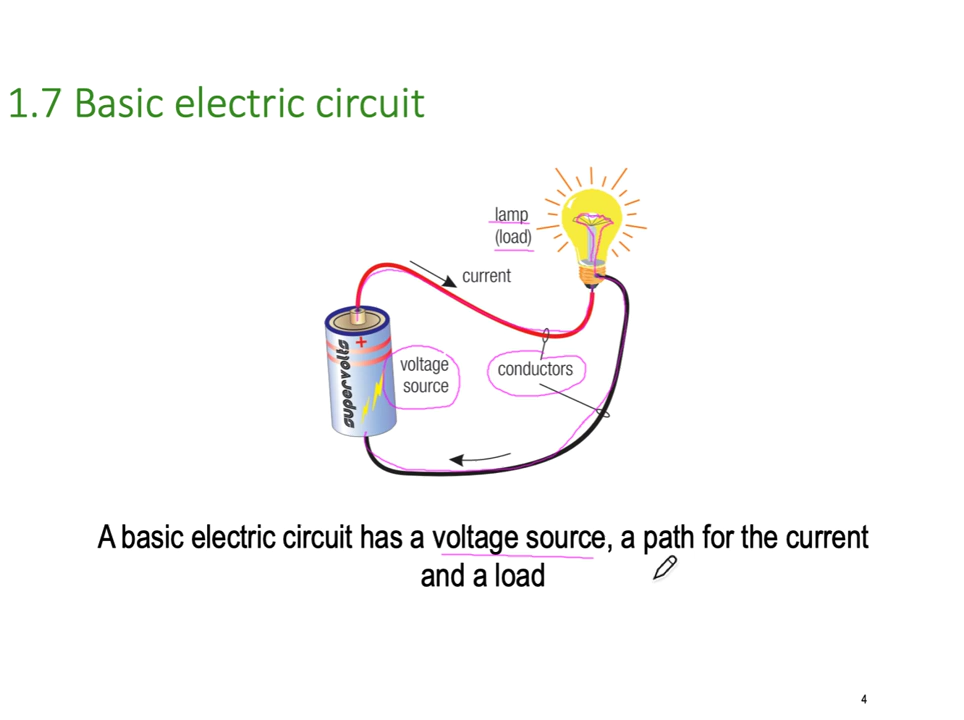 1.7 Basic electric circuit
lamp
(load)
current
+
supervolts
voltage
source
conductors
A basic electric circuit has a voltage source, a path for the current
and a load
4